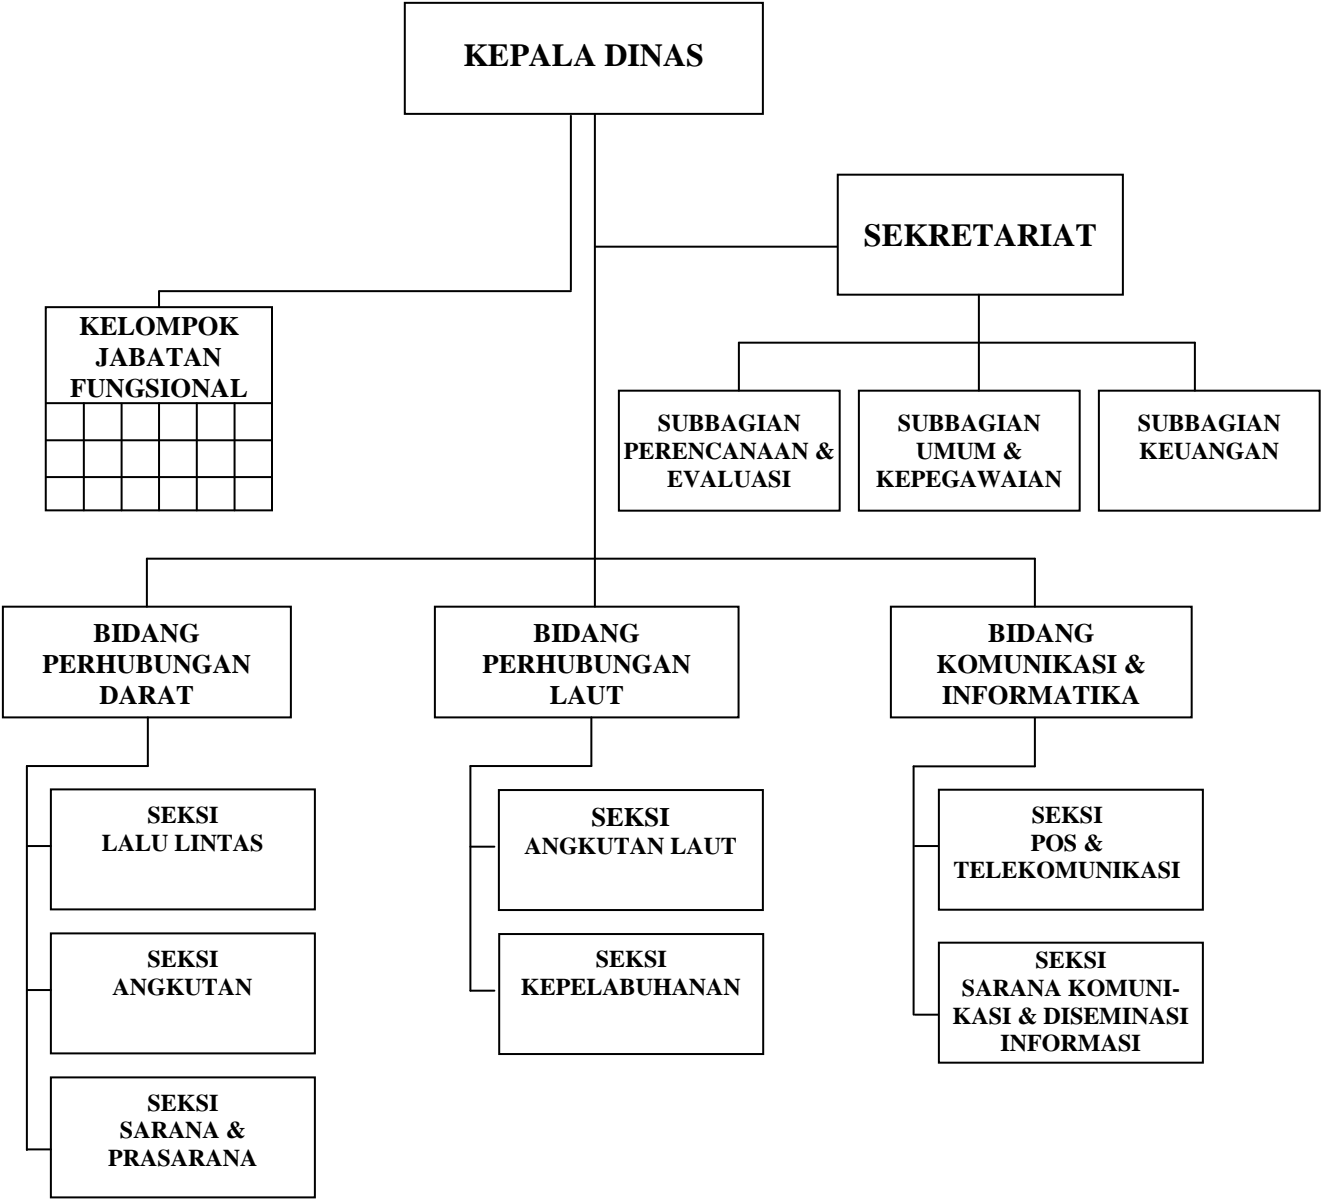 KEPALA DINAS
SEKRETARIAT
KELOMPOK
JABATAN
FUNGSIONAL
SUBBAGIAN
PERENCANAAN &
EVALUASI
SUBBAGIAN
UMUM &
KEPEGAWAIAN
SUBBAGIAN
KEUANGAN
BIDANG
PERHUBUNGAN
DARAT
BIDANG
PERHUBUNGAN
LAUT
BIDANG
KOMUNIKASI &
INFORMATIKA
SEKSI
LALU LINTAS
SEKSI
ANGKUTAN
SEKSI
SARANA &
PRASARANA
SEKSI
ANGKUTAN LAUT
SEKSI
KEPELABUHANAN
SEKSI
POS &
TELEKOMUNIKASI
SEKSI
SARANA KOMUNI-
KASI & DISEMINASI
INFORMASI